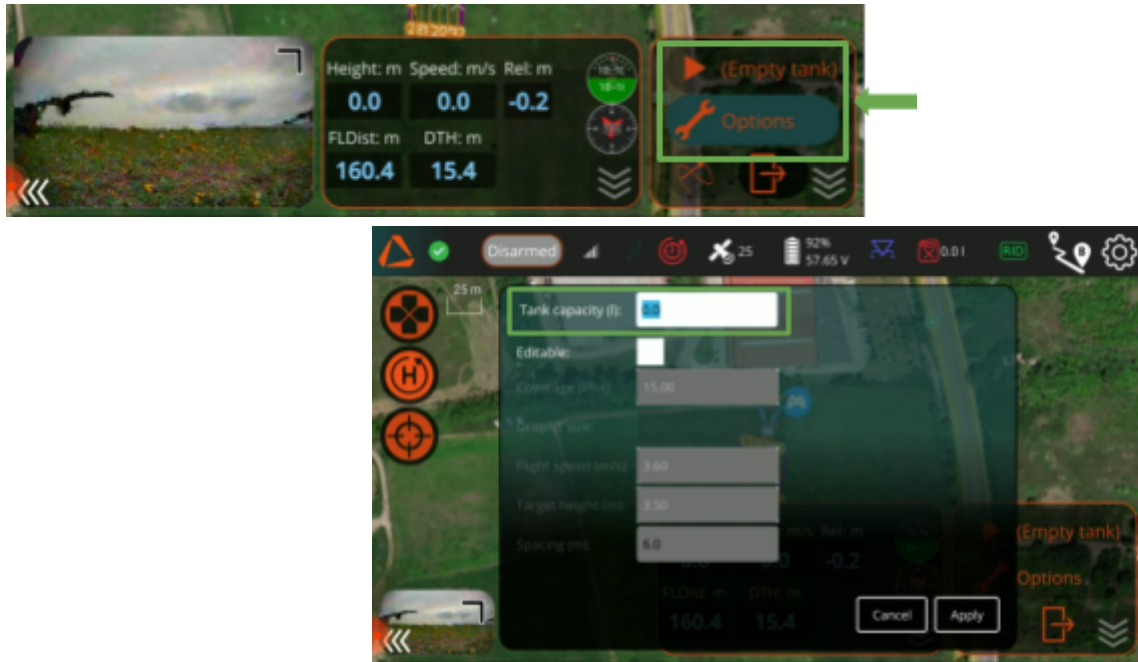 Height: m Speed: m/s Rel: m
0.0 0.0 -0.2
FLDist: m DTH: m
160.4 15.4
(Empty tank)
Options
Disarmed 25 92% 57.65 V 0.0 l RID
25 m
Tank capacity (l): 0.0
Editable:
15.00
Droplet size:
Flight speed (m/s): 3.60
Target height (m): 3.50
Spacing (m): 6.0
m/s Rel: m
0.0 -0.2
FLDist: m DTH: m
160.4 15.4
(Empty tank)
Options
Cancel Apply